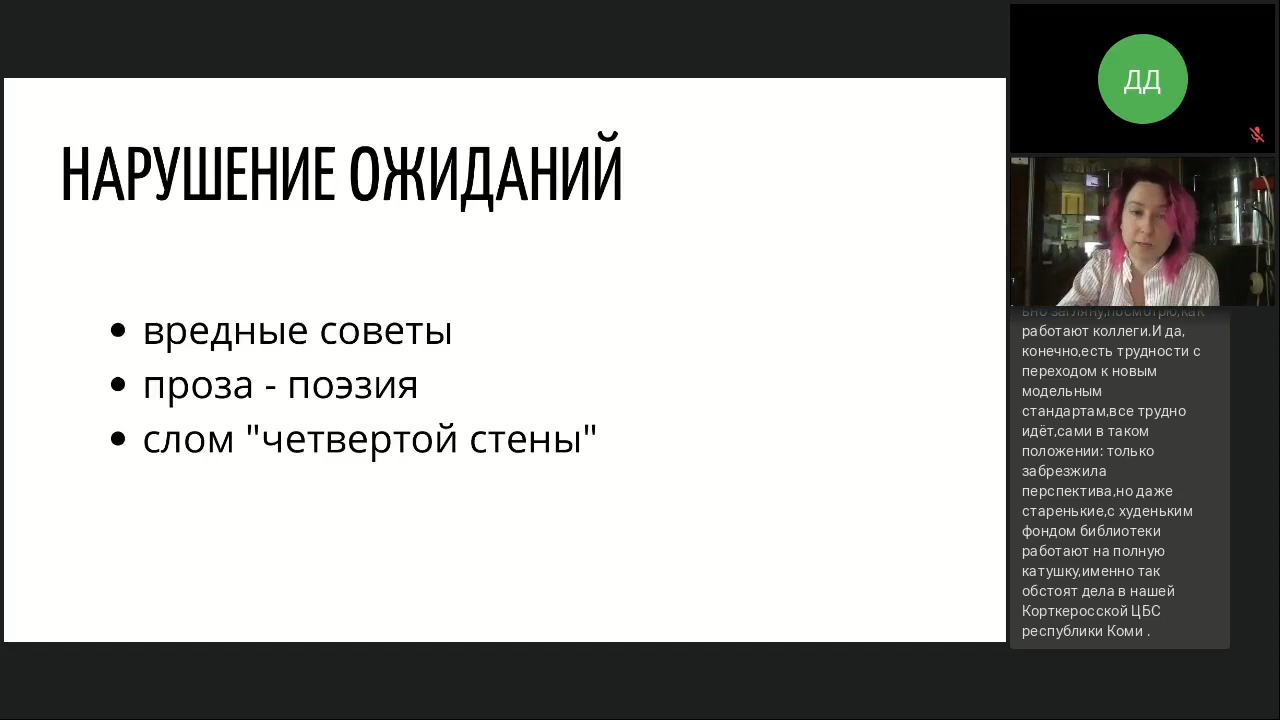 НАРУШЕНИЕ ОЖИДАНИЙ
• вредные советы
• проза - поэзия
• слом "четвертой стены"
ДД
работают коллеги.И да,
конечно,есть трудности с
переходом к новым
модельным
стандартам,все трудно
идёт,сами в таком
положении: только
забрезжила
перспектива,но даже
старенькие,с худеньким
фондом библиотеки
работают на полную
катушку,именно так
обстоят дела в нашей
Корткеросской ЦБС
республики Коми .